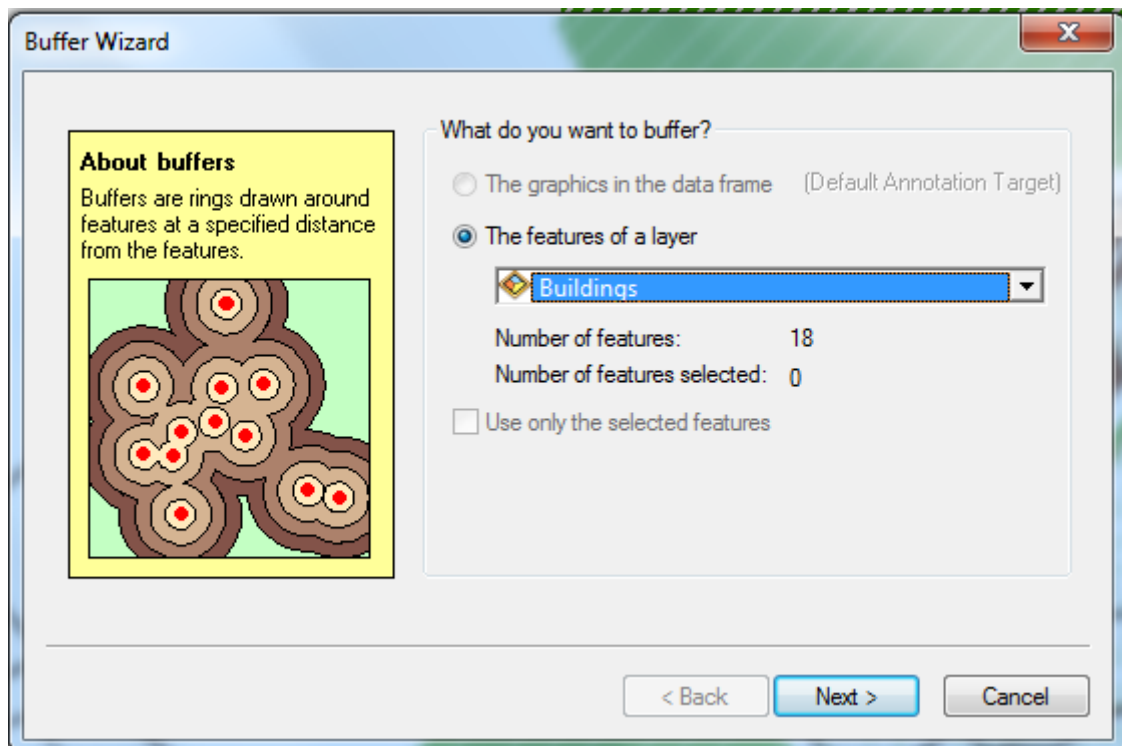 Buffer Wizard
About buffers
Buffers are rings drawn around
features at a specified distance
from the features.
What do you want to buffer?
The graphics in the data frame (Default Annotation Target)
The features of a layer
Buildings
Number of features: 18
Number of features selected: 0
Use only the selected features
< Back Next > Cancel